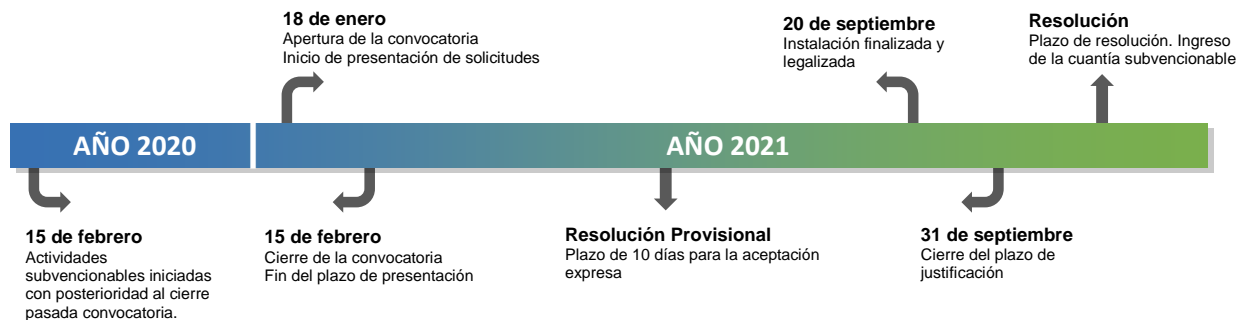 18 de enero
Apertura de la convocatoria
Inicio de presentación de solicitudes
20 de septiembre
Instalación finalizada y
legalizada
Resolución
Plazo de resolución. Ingreso
de la cuantía subvencionable
AÑO 2020
AÑO 2021
15 de febrero
Actividades
subvencionables iniciadas
con posterioridad al cierre
pasada convocatoria.
15 de febrero
Cierre de la convocatoria
Fin del plazo de presentación
Resolución Provisional
Plazo de 10 días para la aceptación
expresa
31 de septiembre
Cierre del plazo de
justificación